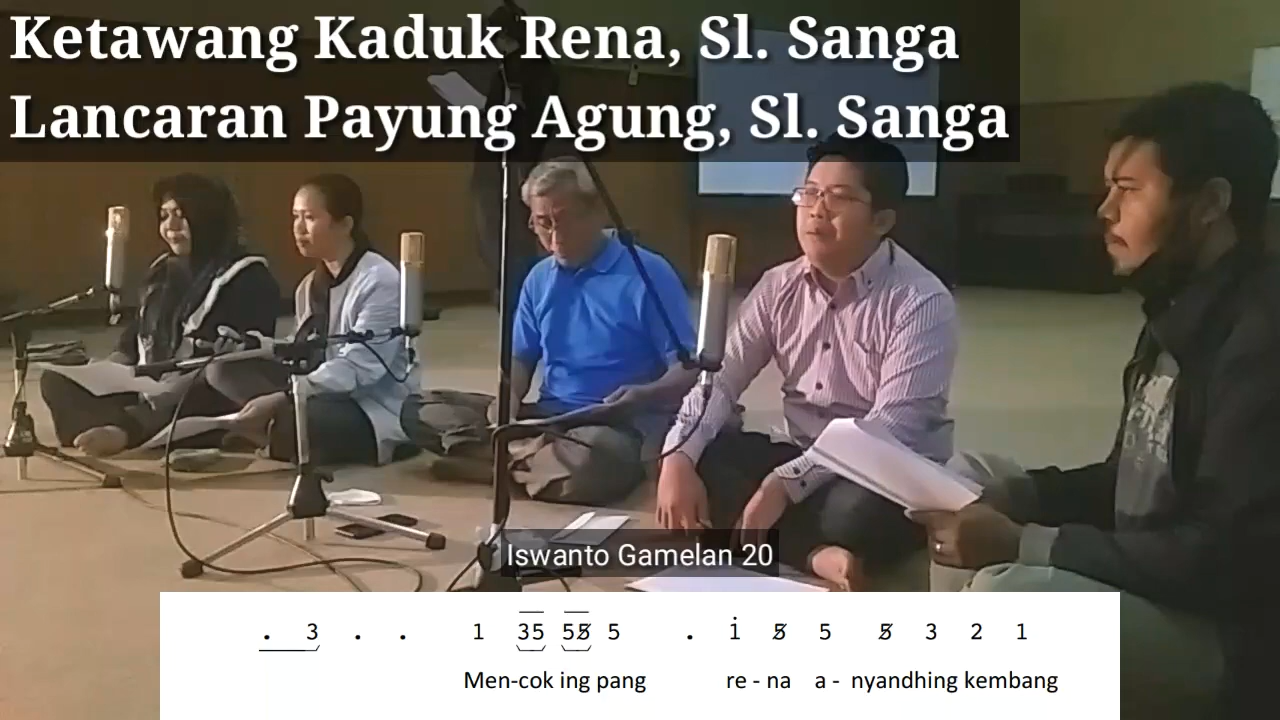 Ketawang Kaduk Rena, Sl. Sanga
Lancaran Payung Agung, Sl. Sanga
Iswanto Gamelan 20
. 3 . . 1 35 55̸ 5 . 1̇ 5̸ 5 5̸ 3 2 1
Men-cok ing pang re - na a - nyandhing kembang